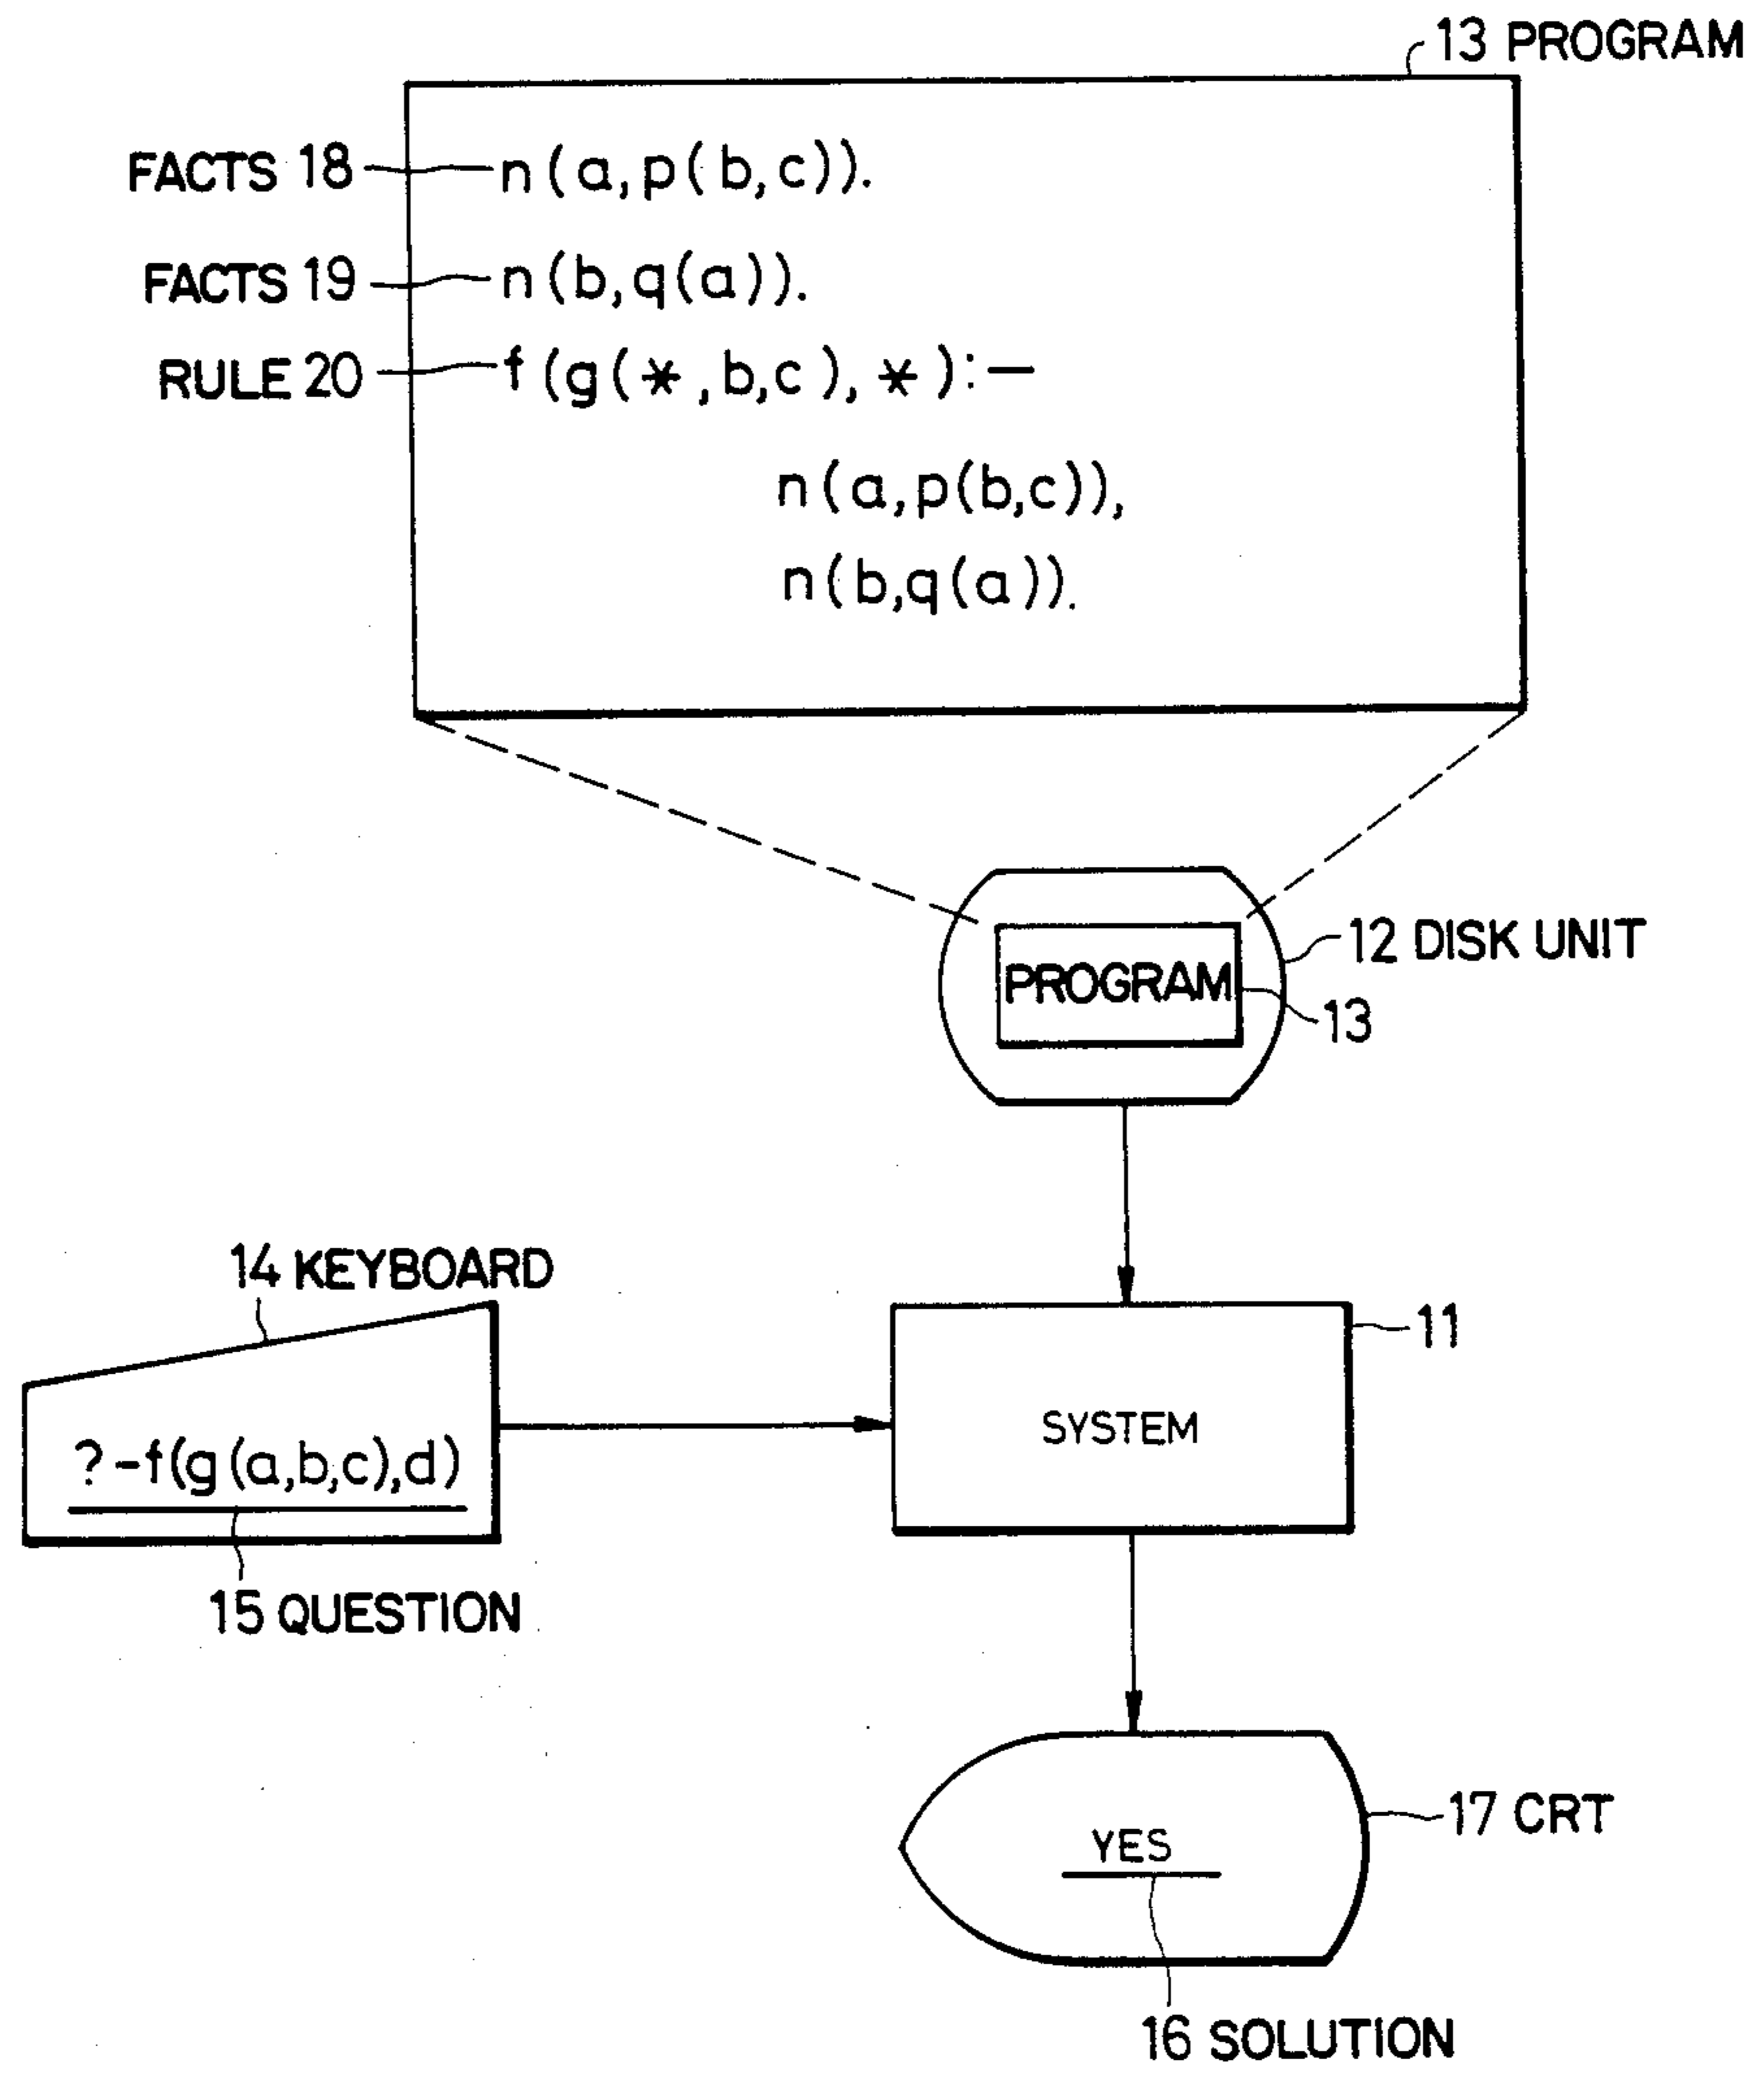 13 PROGRAM
FACTS 18 n(a,p(b,c)).
FACTS 19 n(b,q(a)).
RULE 20 f(g(*,b,c),*):—
n(a,p(b,c)),
n(b,q(a)).
12 DISK UNIT
PROGRAM
13
14 KEYBOARD
11
SYSTEM
?-f(g(a,b,c),d)
15 QUESTION
17 CRT
YES
16 SOLUTION